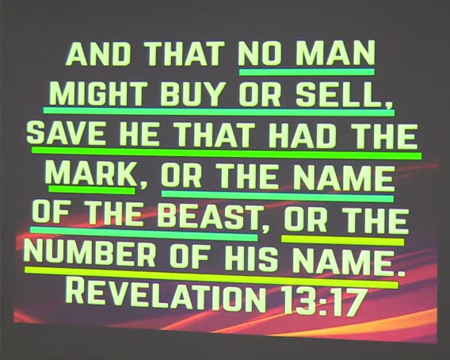 AND THAT NO MAN
MIGHT BUY OR SELL,
SAVE HE THAT HAD THE
MARK, OR THE NAME
OF THE BEAST, OR THE
NUMBER OF HIS NAME.
REVELATION 13:17